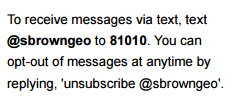 To receive messages via text, text
@sbrowngeo to 81010. You can
opt-out of messages at anytime by
replying, 'unsubscribe @sbrowngeo'.